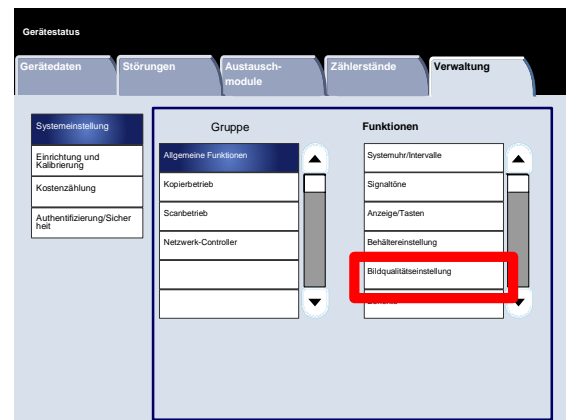 Gerätestatus
Gerätedaten
Störungen
Austausch-
module
Zählerstände
Verwaltung
Systemeinstellung
Einrichtung und
Kalibrierung
Kostenzählung
Authentifizierung/Sicher
heit
Gruppe
Allgemeine Funktionen
Kopierbetrieb
Scanbetrieb
Netzwerk-Controller
Funktionen
Systemuhr/Intervalle
Signaltöne
Anzeige/Tasten
Behältereinstellung
Bildqualitätseinstellung